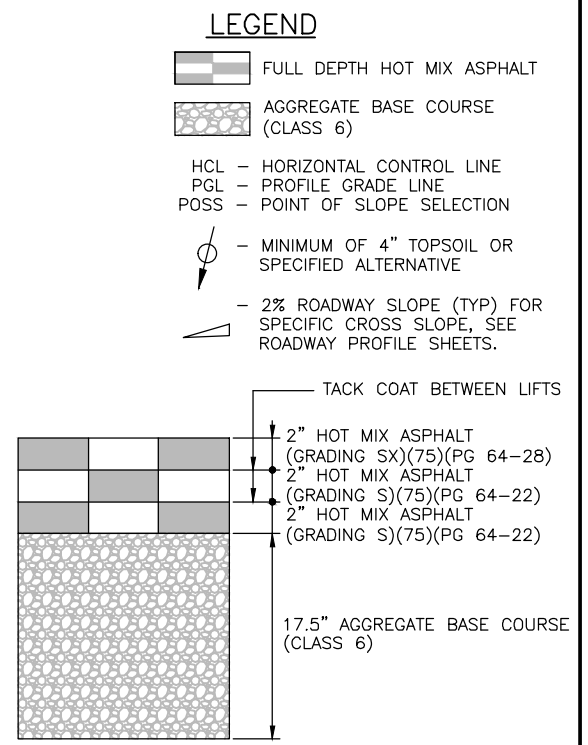 LEGEND
FULL DEPTH HOT MIX ASPHALT
AGGREGATE BASE COURSE
(CLASS 6)
HCL – HORIZONTAL CONTROL LINE
PGL – PROFILE GRADE LINE
POSS – POINT OF SLOPE SELECTION
– MINIMUM OF 4" TOPSOIL OR
SPECIFIED ALTERNATIVE
– 2% ROADWAY SLOPE (TYP) FOR
SPECIFIC CROSS SLOPE, SEE
ROADWAY PROFILE SHEETS.
TACK COAT BETWEEN LIFTS
2" HOT MIX ASPHALT
(GRADING SX)(75)(PG 64–28)
2" HOT MIX ASPHALT
(GRADING S)(75)(PG 64–22)
2" HOT MIX ASPHALT
(GRADING S)(75)(PG 64–22)
17.5" AGGREGATE BASE COURSE
(CLASS 6)